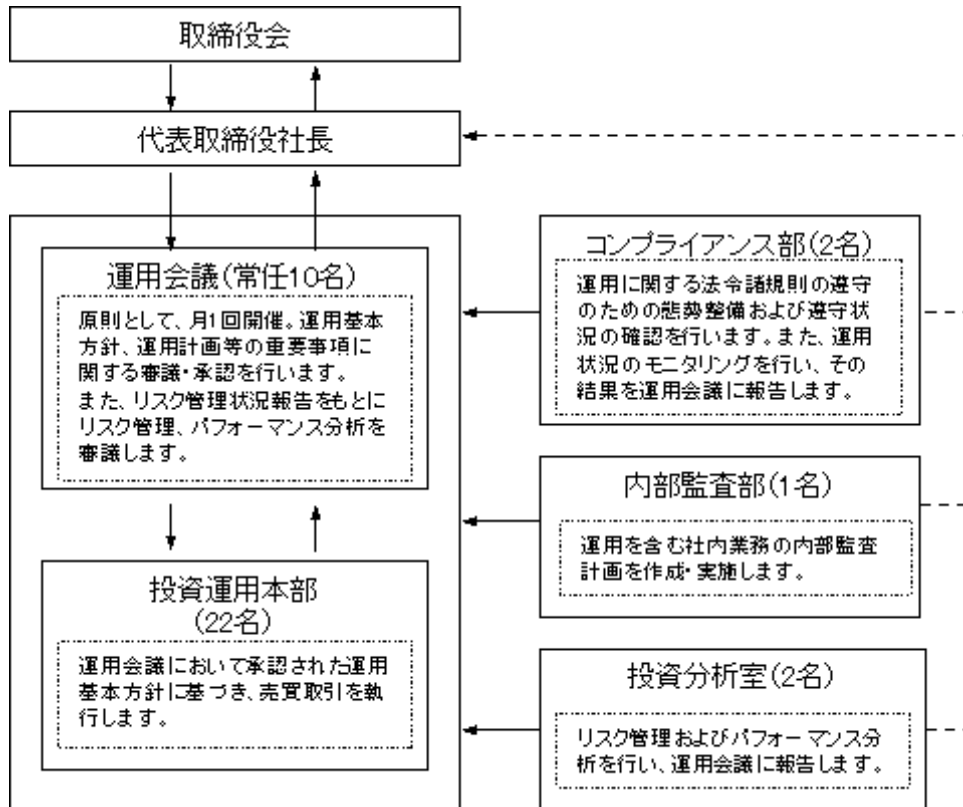 取締役会
代表取締役社長
運用会議(常任10名)
原則として、月1回開催。運用基本
方針、運用計画等の重要事項に
関する審議・承認を行います。
また、リスク管理状況報告をもとに
リスク管理、パフォーマンス分析を
審議します。
投資運用本部
(22名)
運用会議において承認された運用
基本方針に基づき、売買取引を執
行します。
コンプライアンス部(2名)
運用に関する法令諸規則の遵守
のための態勢整備および遵守状
況の確認を行います。また、運用
状況のモニタリングを行い、その
結果を運用会議に報告します。
内部監査部(1名)
運用を含む社内業務の内部監査
計画を作成・実施します。
投資分析室(2名)
リスク管理およびパフォーマンス分
析を行い、運用会議に報告します。